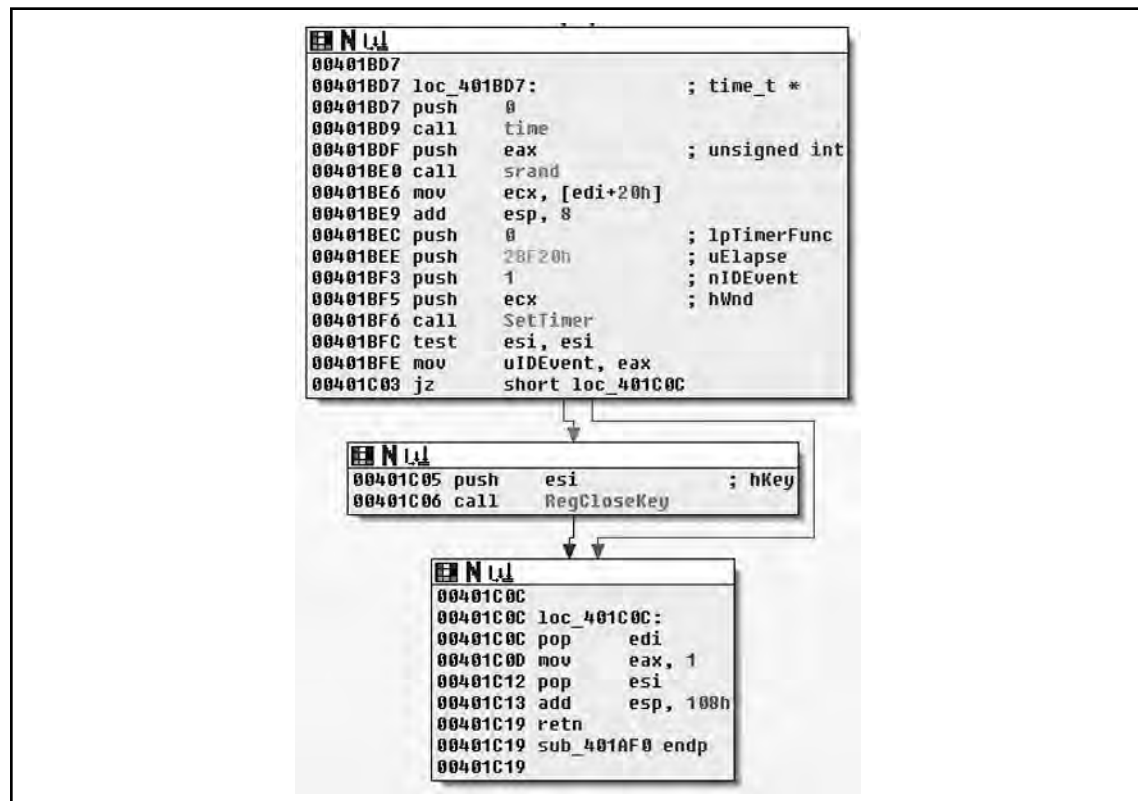 00401BD7
00401BD7 loc_401BD7: ; time_t *
00401BD7 push 0
00401BD9 call time
00401BDF push eax ; unsigned int
00401BE0 call srand
00401BE6 mov ecx, [edi+20h]
00401BE9 add esp, 8
00401BEC push 0 ; lpTimerFunc
00401BEE push 2BF20h ; uElapse
00401BF3 push 1 ; nIDEvent
00401BF5 push ecx ; hWnd
00401BF6 call SetTimer
00401BFC test esi, esi
00401BFE mov uIDEvent, eax
00401C03 jz short loc_401C0C
00401C05 push esi ; hKey
00401C06 call RegCloseKey
00401C0C
00401C0C loc_401C0C:
00401C0C pop edi
00401C0D mov eax, 1
00401C12 pop esi
00401C13 add esp, 108h
00401C19 retn
00401C19 sub_401AF0 endp
00401C19